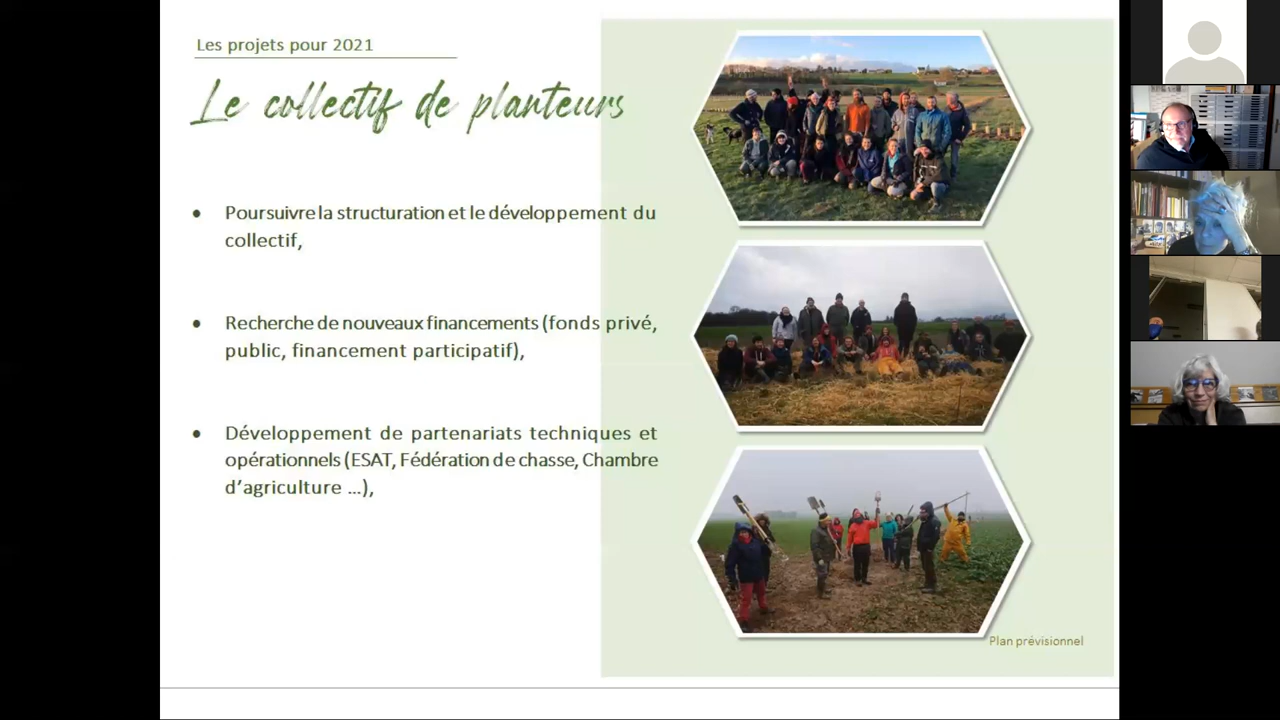 Les projets pour 2021
Le collectif de planteurs
• Poursuivre la structuration et le développement du
collectif,
• Recherche de nouveaux financements (fonds privé,
public, financement participatif),
• Développement de partenariats techniques et
opérationnels (ESAT, Fédération de chasse, Chambre
d’agriculture …),
Plan prévisionnel